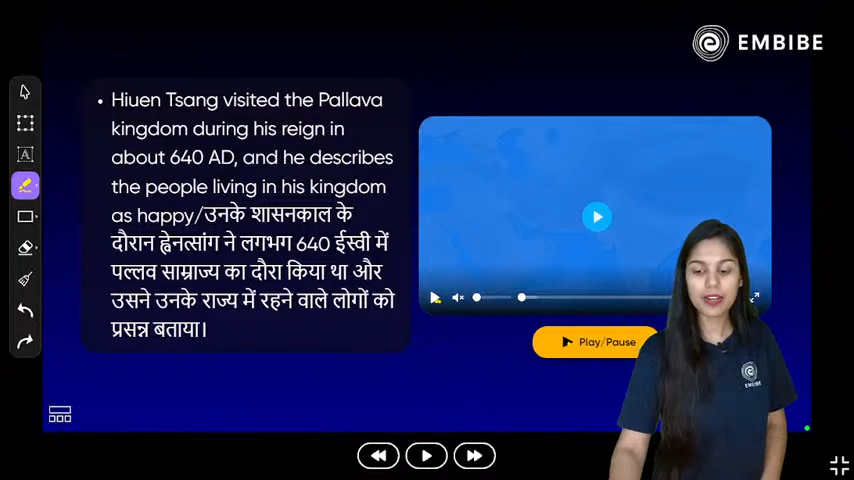 EMBIBE
• Hiuen Tsang visited the Pallava
kingdom during his reign in
about 640 AD, and he describes
the people living in his kingdom
as happy/उनके शासनकाल के
दौरान ह्वेनत्सांग ने लगभग 640 ईस्वी में
पल्लव साम्राज्य का दौरा किया था और
उसने उनके राज्य में रहने वाले लोगों को
प्रसन्न बताया।
Play/Pause
EMBIBE